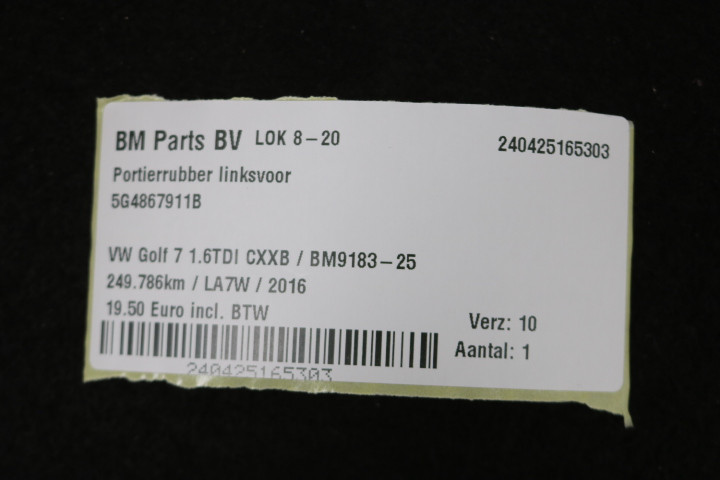 BM Parts BV LOK 8-20 240425165303
Portierrubber linksvoor
5G4867911B
VW Golf 7 1.6TDI CXXB / BM9183-25
249.786km / LA7W / 2016
19.50 Euro incl. BTW
Verz: 10
Aantal: 1
240425165303